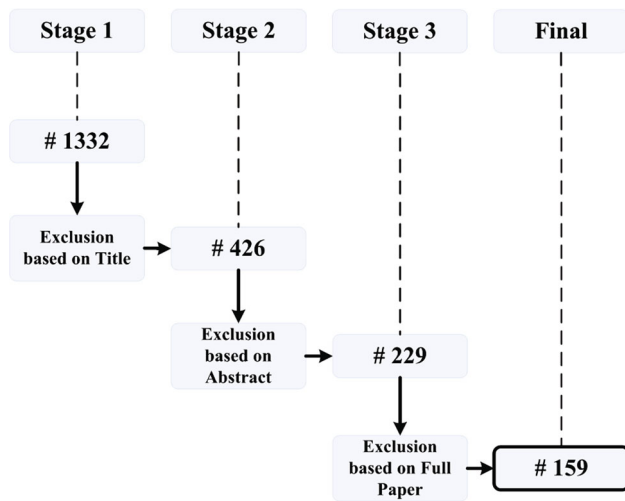 Stage 1
Stage 2
Stage 3
Final
# 1332
Exclusion
based on Title
# 426
Exclusion
based on
Abstract
# 229
Exclusion
based on Full
Paper
# 159